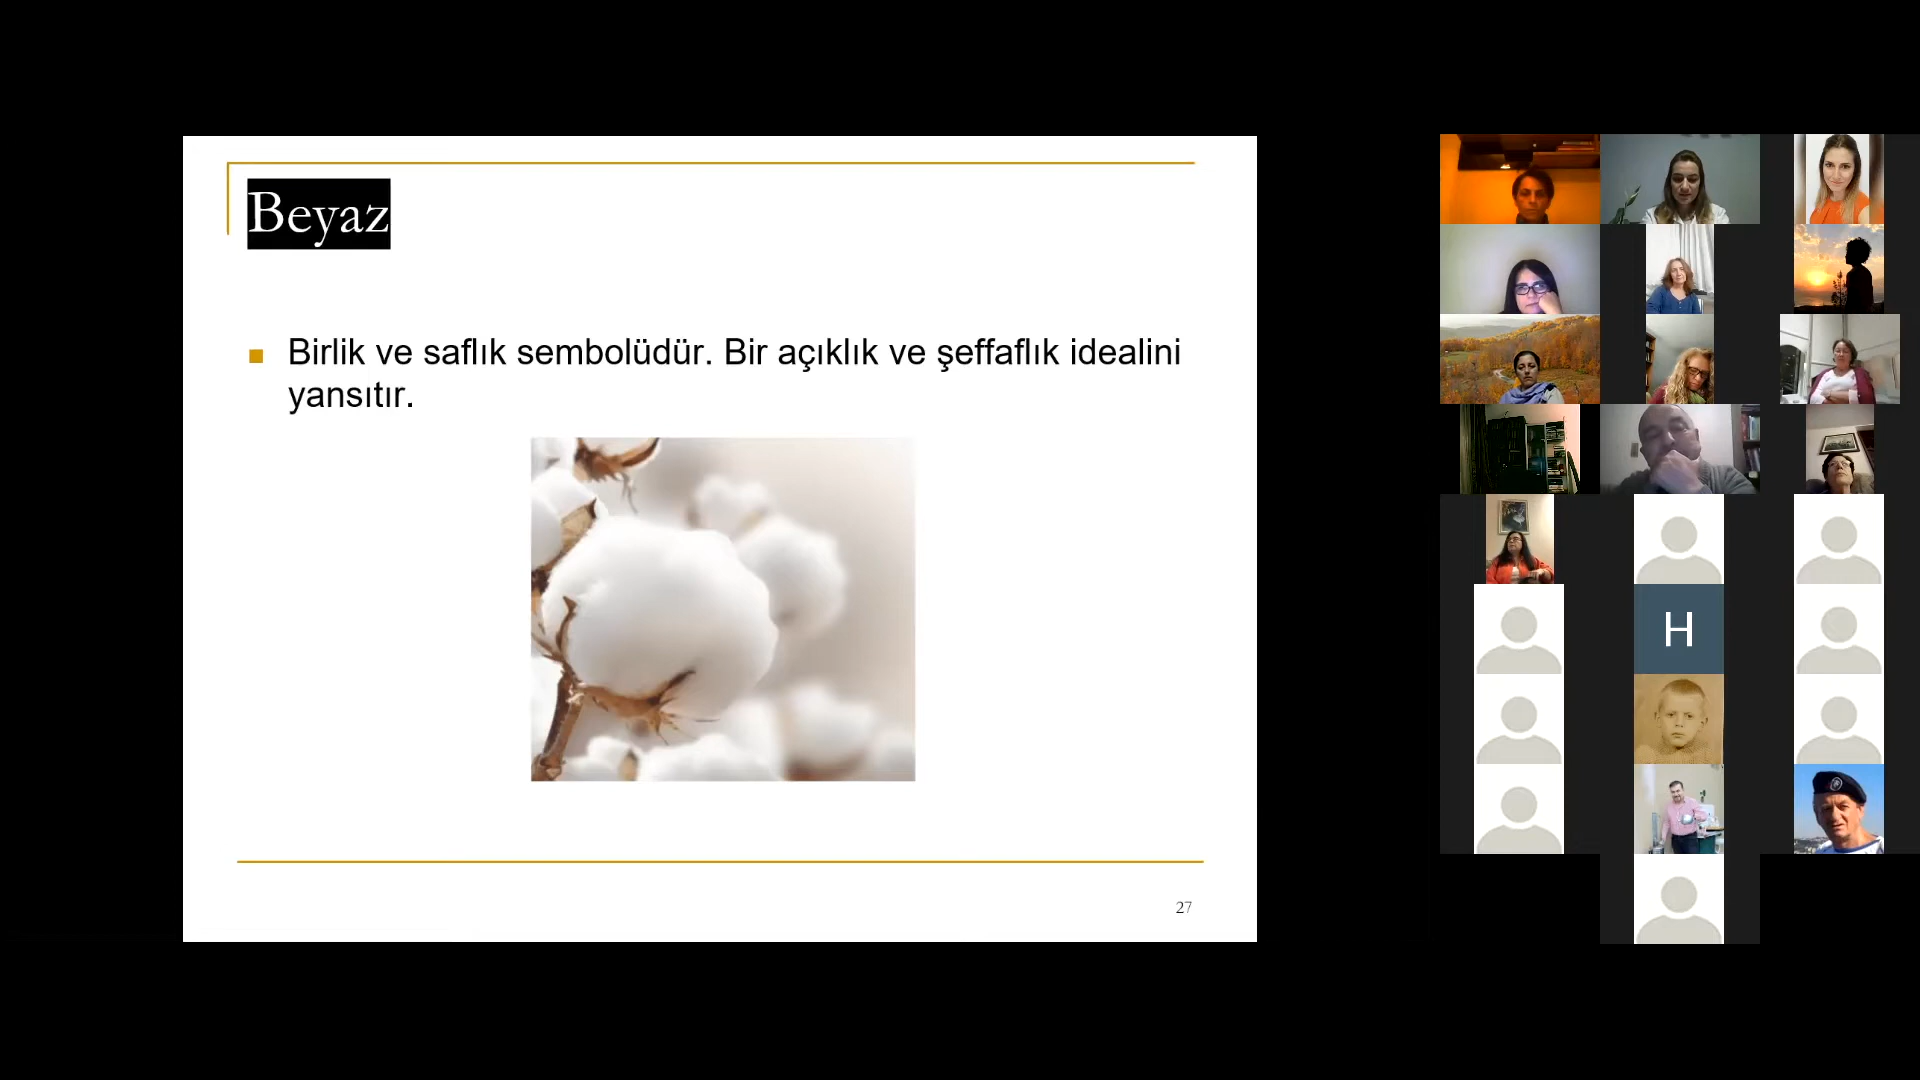 Beyaz
Birlik ve saflık sembolüdür. Bir açıklık ve şeffaflık idealini
yansıtır.
H
27